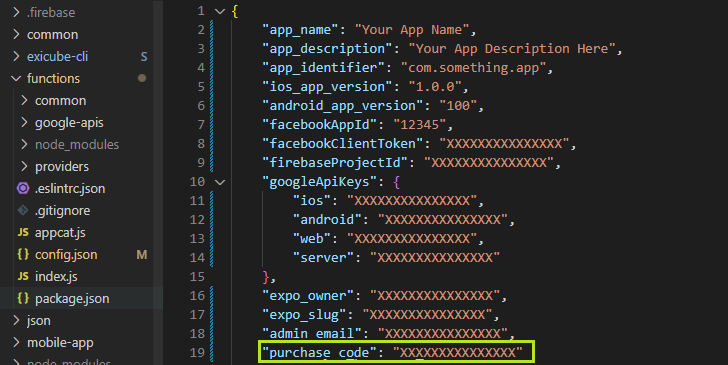 .firebase
common
exicube-cli S
functions
common
google-apis
node_modules
providers
.eslintrc.json
.gitignore
appcat.js
config.json M
index.js
package.json
json
mobile-app
node_modules
1 {
2 "app_name": "Your App Name",
3 "app_description": "Your App Description Here",
4 "app_identifier": "com.something.app",
5 "ios_app_version": "1.0.0",
6 "android_app_version": "100",
7 "facebookAppId": "12345",
8 "facebookClientToken": "XXXXXXXXXXXXXXX",
9 "firebaseProjectId": "XXXXXXXXXXXXXXX",
10 "googleApiKeys": {
11 "ios": "XXXXXXXXXXXXXXX",
12 "android": "XXXXXXXXXXXXXXX",
13 "web": "XXXXXXXXXXXXXXX",
14 "server": "XXXXXXXXXXXXXXX"
15 },
16 "expo_owner": "XXXXXXXXXXXXXXX",
17 "expo_slug": "XXXXXXXXXXXXXXX",
18 "admin_email": "XXXXXXXXXXXXXXX",
19 "purchase_code": "XXXXXXXXXXXXXXX"